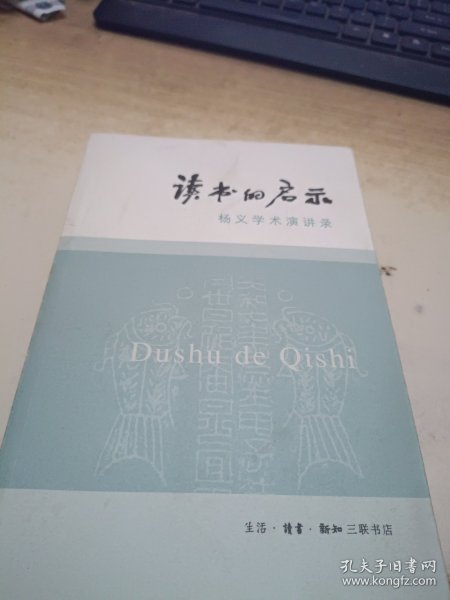 读书的启示
杨义学术演讲录
Dushu de Qishi
生活·讀書·新知三联书店
孔夫子旧书网
www.kongfz.com